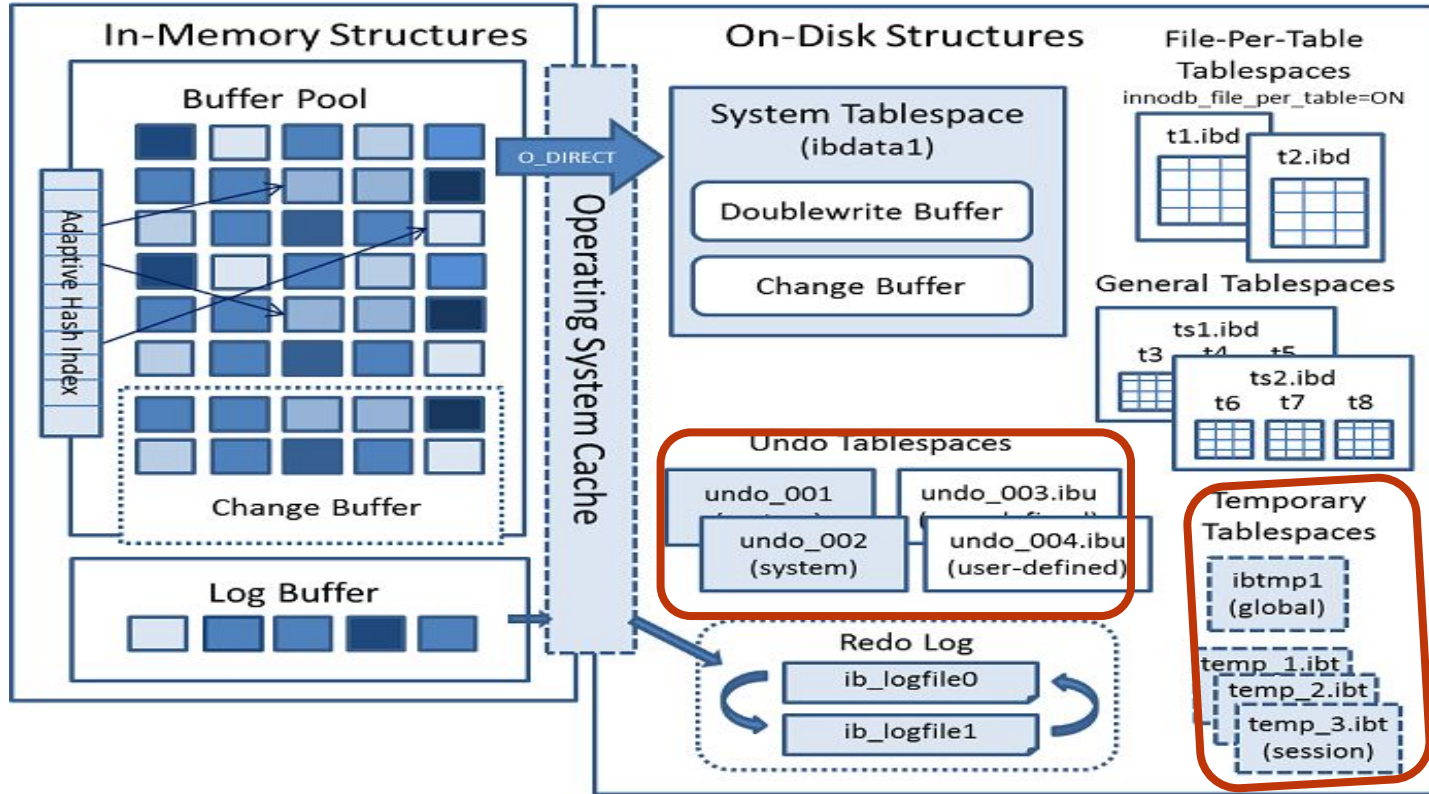 In-Memory Structures
Buffer Pool
Adaptive Hash Index
Change Buffer
Log Buffer
O_DIRECT
Operating System Cache
On-Disk Structures
System Tablespace
(ibdata1)
Doublewrite Buffer
Change Buffer
File-Per-Table
Tablespaces
innodb_file_per_table=ON
t1.ibd
t2.ibd
General Tablespaces
ts1.ibd
t3 t4 t5
ts2.ibd
t6 t7 t8
Undo Tablespaces
undo_001
undo_002
(system)
undo_003.ibu
undo_004.ibu
(user-defined)
Redo Log
ib_logfile0
ib_logfile1
Temporary
Tablespaces
ibtmp1
(global)
temp_1.ibt
temp_2.ibt
temp_3.ibt
(session)